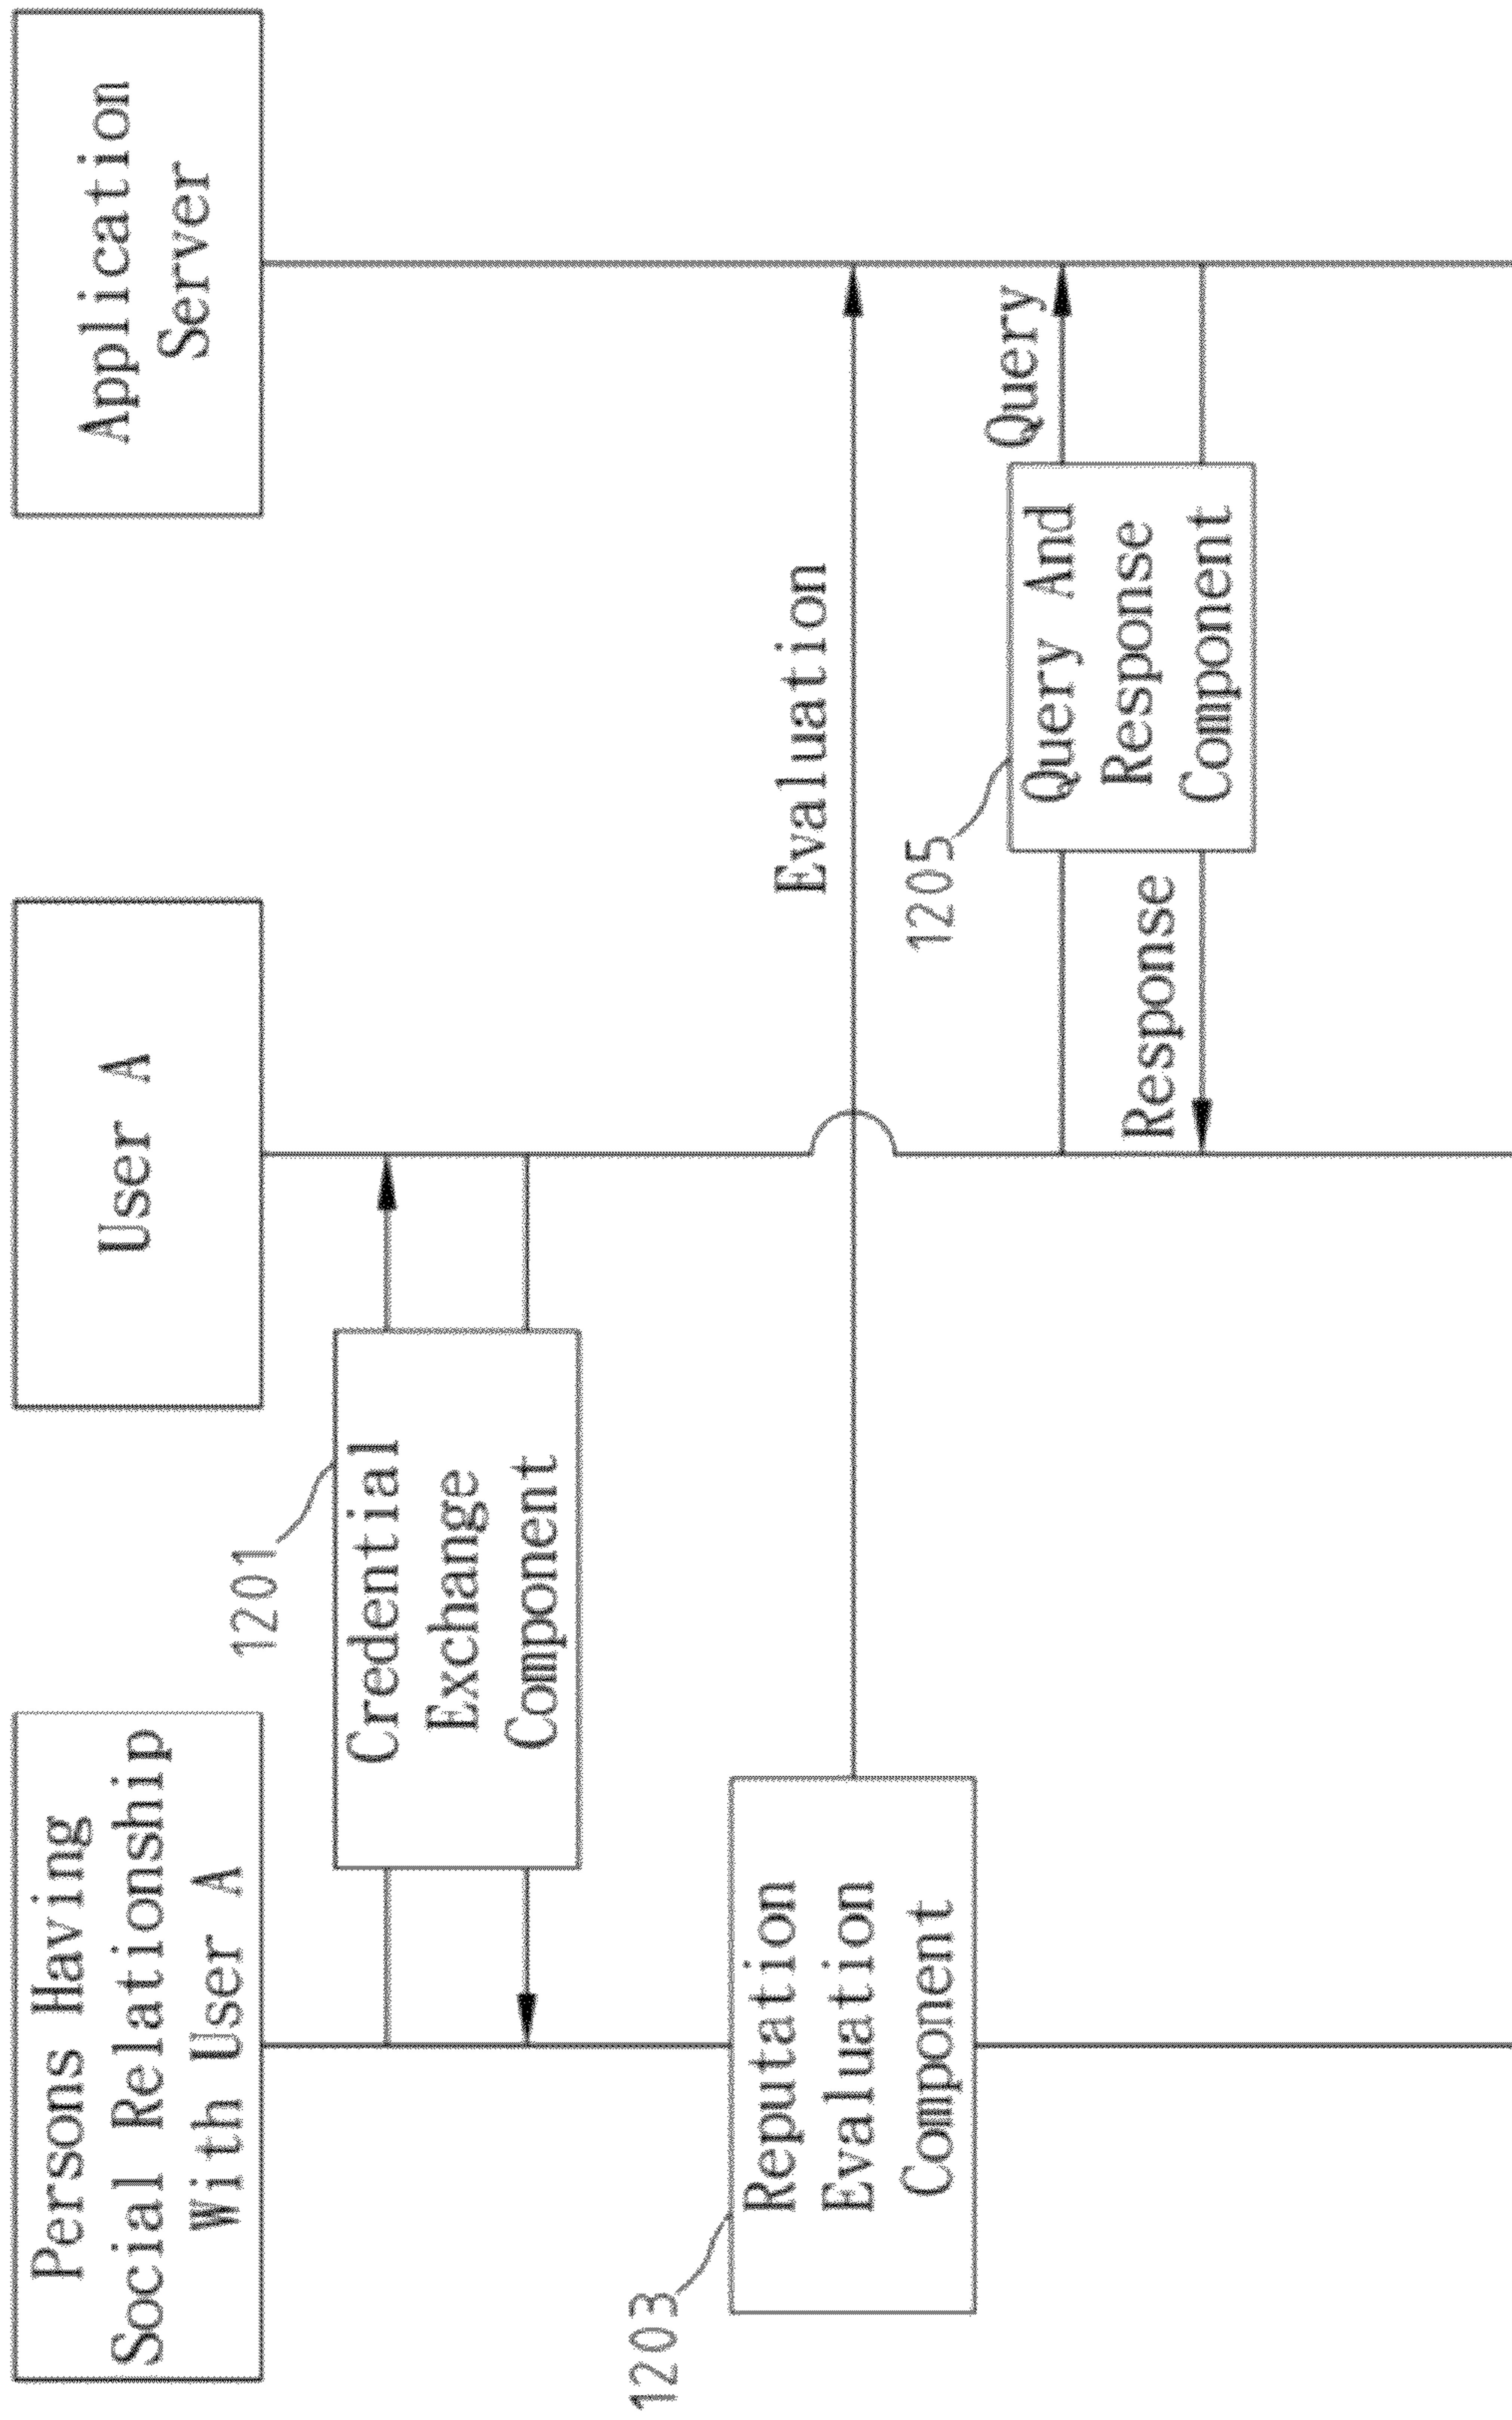 Persons Having
Social Relationship
With User A
User A
Application
Server
1201
Credential
Exchange
Component
1203
Reputation
Evaluation
Component
Evaluation
1205
Query And
Response
Component
Query
Response